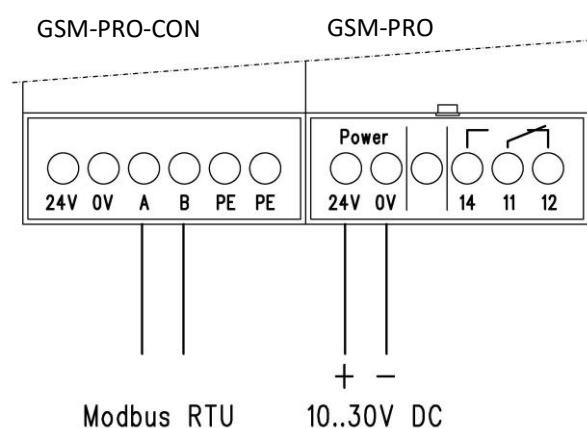 GSM-PRO-CON GSM-PRO
Power
24V 0V A B PE PE 24V 0V 14 11 12
+ −
Modbus RTU 10..30V DC